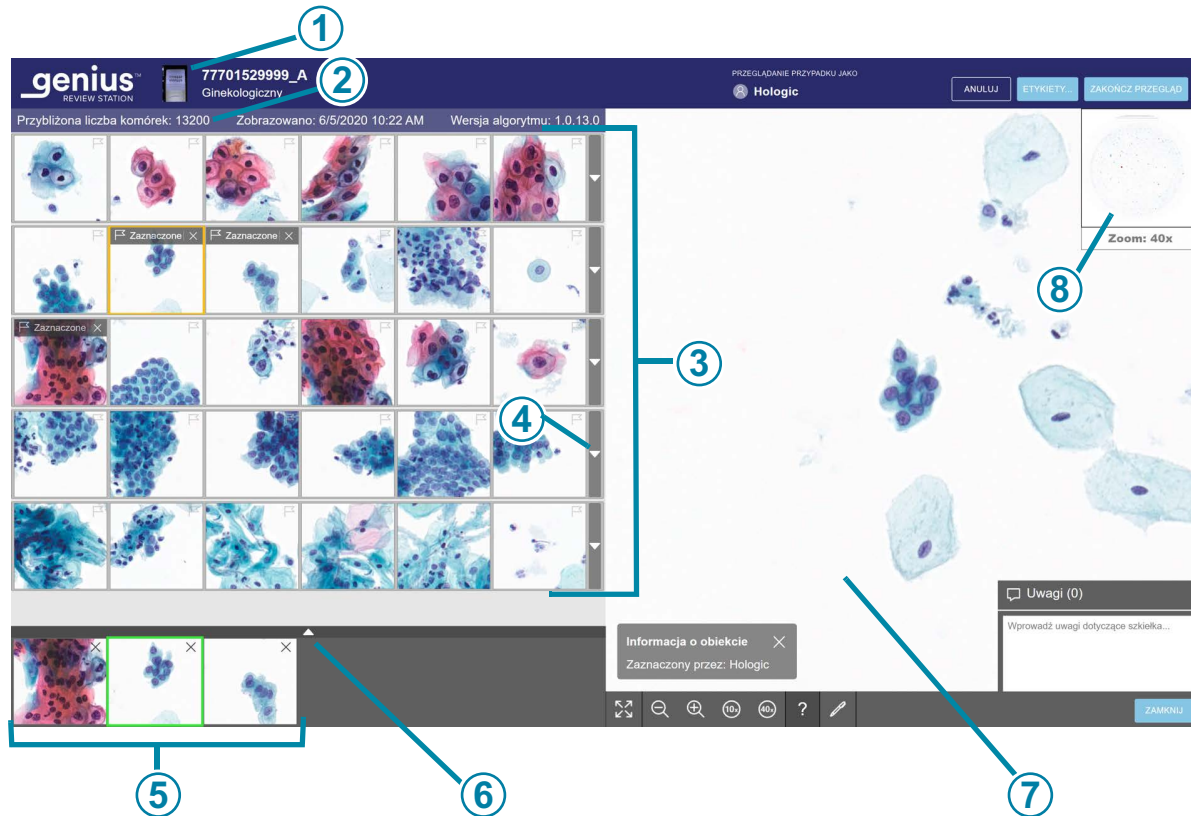 1
2
genius™
REVIEW STATION
77701529999_A
Ginekologiczny
PRZEGLĄDANIE PRZYPADKU JAKO
Hologic
ANULUJ
ETYKIETY...
ZAKOŃCZ PRZEGLĄD
Przybliżona liczba komórek: 13200 Zobrazowano: 6/5/2020 10:22 AM Wersja algorytmu: 1.0.13.0
Zaznaczone
Zaznaczone
Zoom: 40x
8
Zaznaczone
3
4
Uwagi (0)
Wprowadź uwagi dotyczące szkiełka...
Informacja o obiekcie
Zaznaczony przez: Hologic
10x
40x
?
ZAMKNIJ
5
6
7